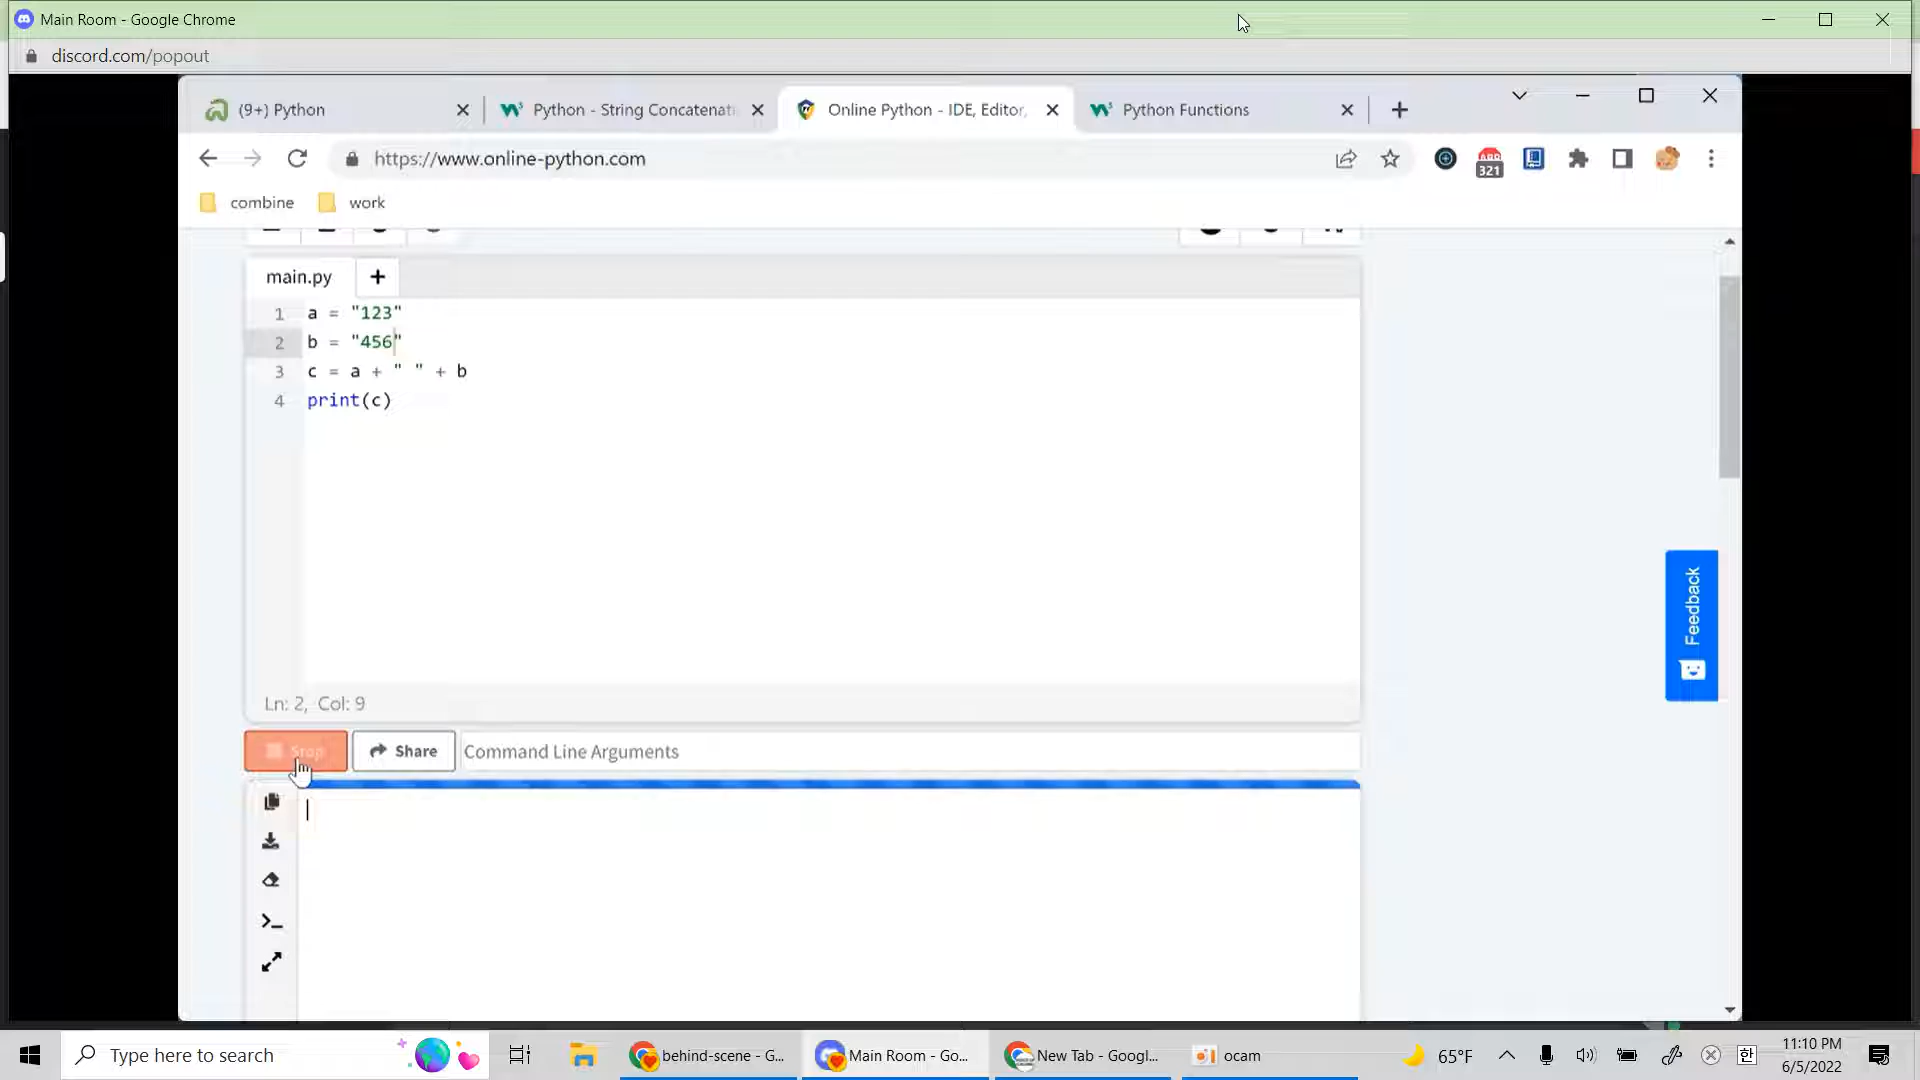 Main Room - Google Chrome
discord.com/popout
(9+) Python
Python - String Concatenati
Online Python - IDE, Editor,
Python Functions
https://www.online-python.com
321
combine
work
main.py
1 a = "123"
2 b = "456"
3 c = a + " " + b
4 print(c)
Ln: 2, Col: 9
Stop
Share
Command Line Arguments
Feedback
Type here to search
behind-scene - G...
Main Room - Go...
New Tab - Googl...
ocam
65°F
한
11:10 PM
6/5/2022